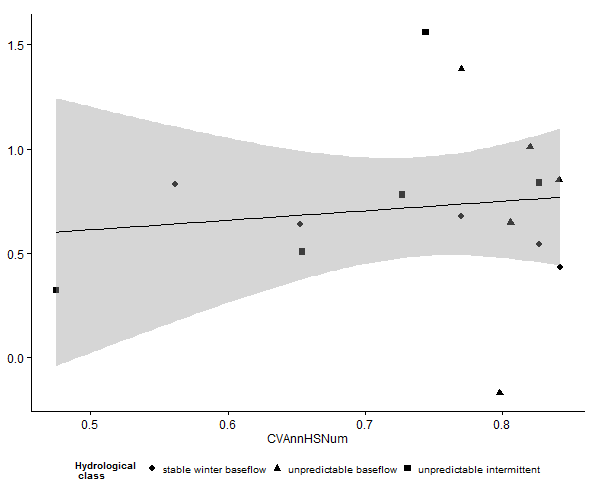 1.5
1.0
0.5
0.0
0.5 0.6 0.7 0.8
CVAnnHSNum
Hydrological
class
stable winter baseflow unpredictable baseflow unpredictable intermittent